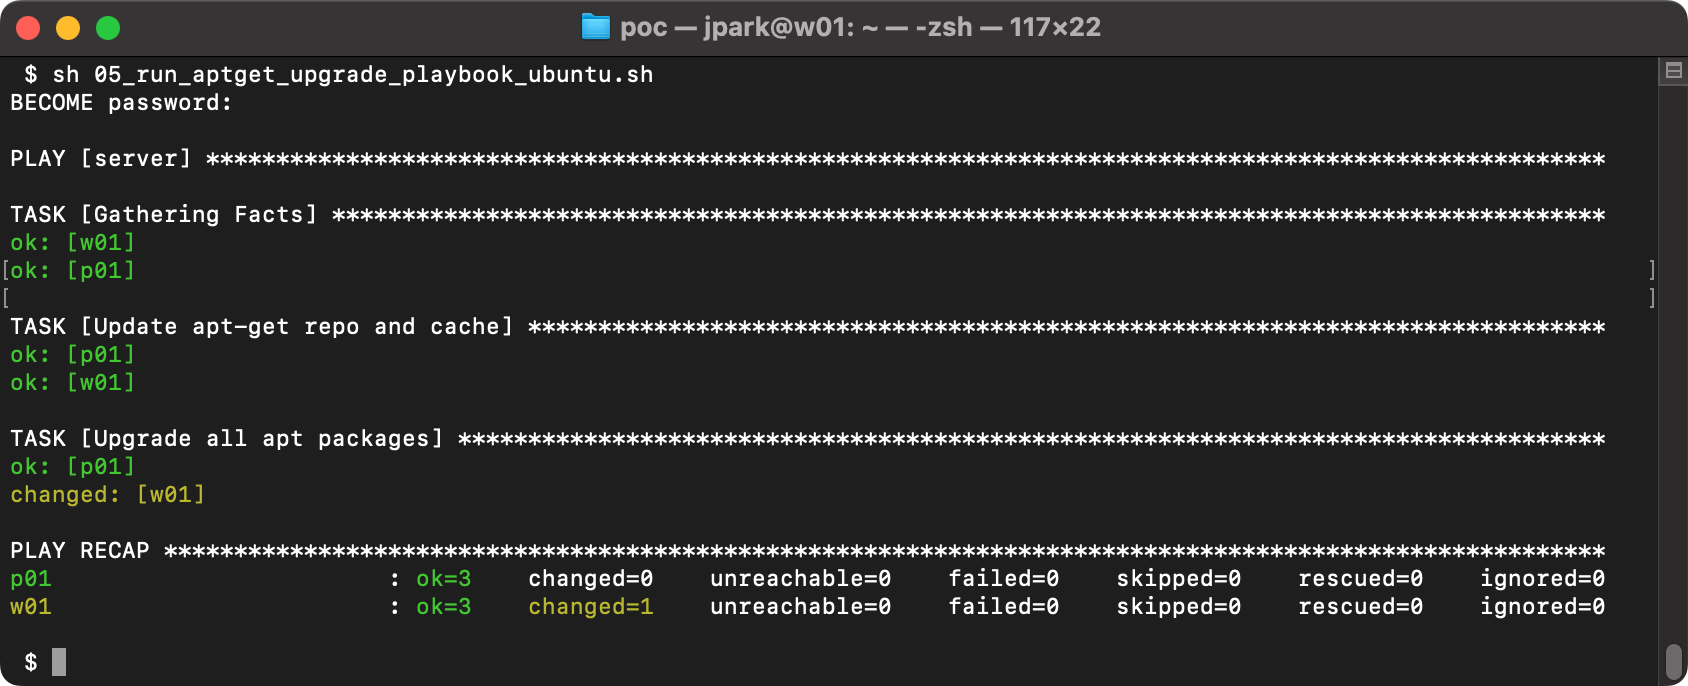 poc — jpark@w01: ~ — -zsh — 117×22
$ sh 05_run_aptget_upgrade_playbook_ubuntu.sh
BECOME password:
PLAY [server] ****************************************************************************************************
TASK [Gathering Facts] *******************************************************************************************
ok: [w01]
[ok: [p01] ]
[ ]
TASK [Update apt-get repo and cache] *****************************************************************************
ok: [p01]
ok: [w01]
TASK [Upgrade all apt packages] **********************************************************************************
ok: [p01]
changed: [w01]
PLAY RECAP *******************************************************************************************************
p01 : ok=3 changed=0 unreachable=0 failed=0 skipped=0 rescued=0 ignored=0
w01 : ok=3 changed=1 unreachable=0 failed=0 skipped=0 rescued=0 ignored=0
$